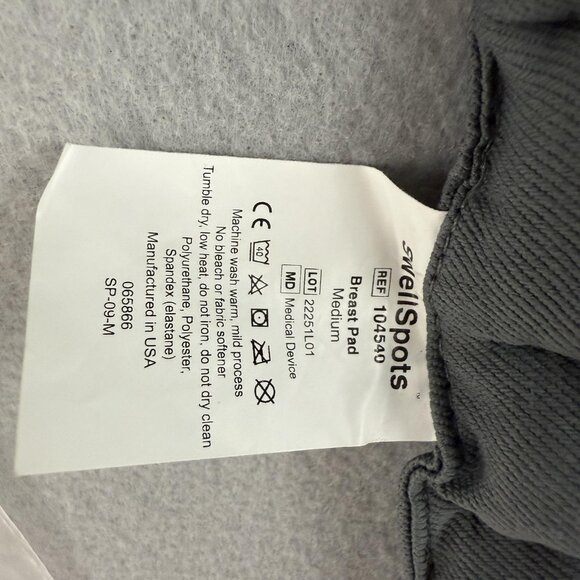 swellSpots™
REF 104540
Breast Pad
Medium
LOT 22251L01
MD Medical Device
CE 40
Machine wash warm, mild process
No bleach or fabric softener
Tumble dry, low heat, do not iron, do not dry clean
Polyurethane, Polyester,
Spandex (elastane)
Manufactured in USA
065866
SP-09-M